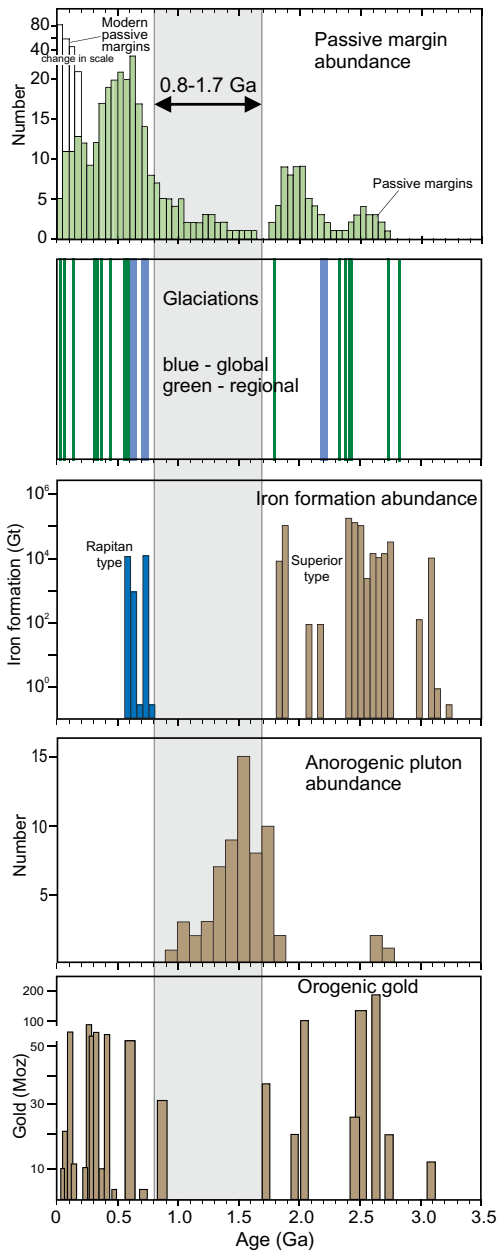 80
60
40
20
15
10
5
0
Number
Modern
passive
margins
change in scale
Passive margin
abundance
0.8-1.7 Ga
Passive margins
Glaciations
blue - global
green - regional
10⁶
10⁴
10²
10⁰
Iron formation (Gt)
Iron formation abundance
Rapitan
type
Superior
type
15
10
5
Number
Anorogenic pluton
abundance
200
100
50
30
10
Gold (Moz)
Orogenic gold
0 0.5 1.0 1.5 2.0 2.5 3.0 3.5
Age (Ga)